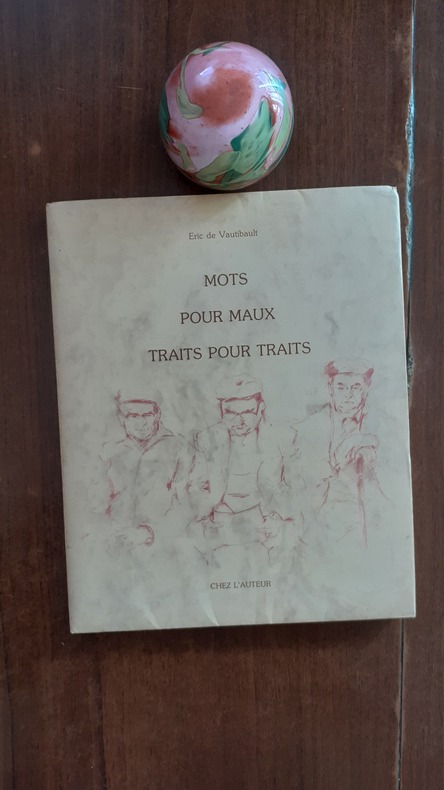 Eric de Vautibault
MOTS
POUR MAUX
TRAITS POUR TRAITS
CHEZ L'AUTEUR